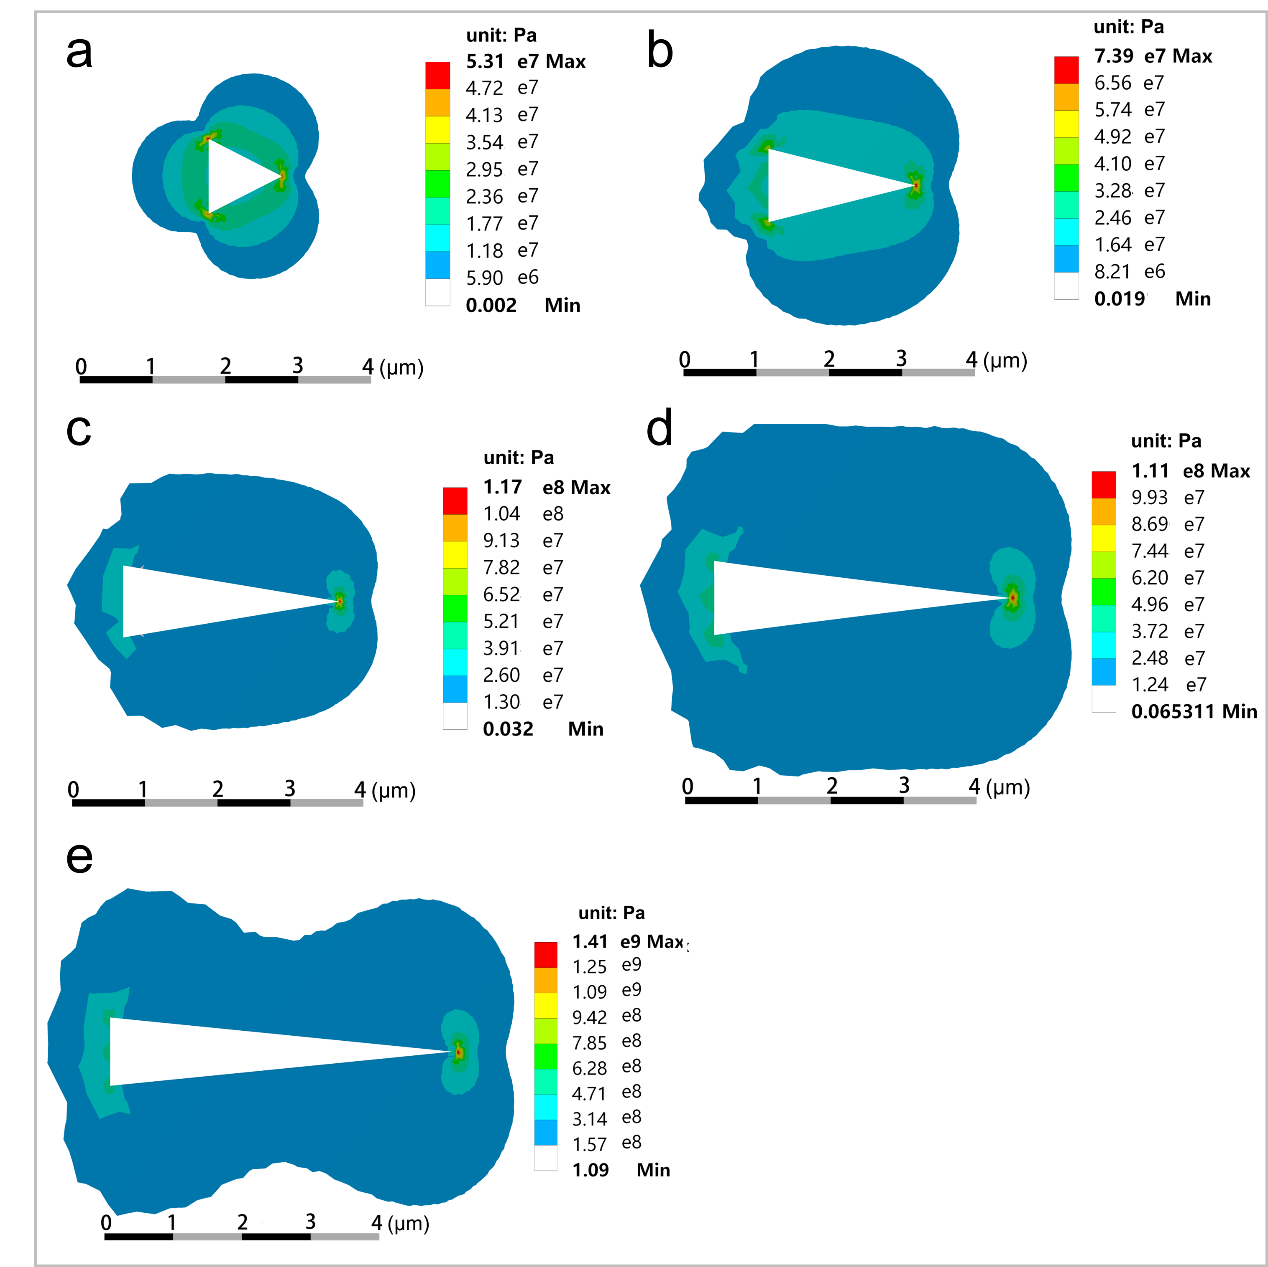 a
unit: Pa
5.31 e7 Max
4.72 e7
4.13 e7
3.54 e7
2.95 e7
2.36 e7
1.77 e7
1.18 e7
5.90 e6
0.002 Min
0 1 2 3 4 (μm)
b
unit: Pa
7.39 e7 Max
6.56 e7
5.74 e7
4.92 e7
4.10 e7
3.28 e7
2.46 e7
1.64 e7
8.21 e6
0.019 Min
0 1 2 3 4 (μm)
c
unit: Pa
1.17 e8 Max
1.04 e8
9.13 e7
7.82 e7
6.52 e7
5.21 e7
3.91 e7
2.60 e7
1.30 e7
0.032 Min
0 1 2 3 4 (μm)
d
unit: Pa
1.11 e8 Max
9.93 e7
8.69 e7
7.44 e7
6.20 e7
4.96 e7
3.72 e7
2.48 e7
1.24 e7
0.065311 Min
0 1 2 3 4 (μm)
e
unit: Pa
1.41 e9 Max
1.25 e9
1.09 e9
9.42 e8
7.85 e8
6.28 e8
4.71 e8
3.14 e8
1.57 e8
1.09 Min
0 1 2 3 4 (μm)